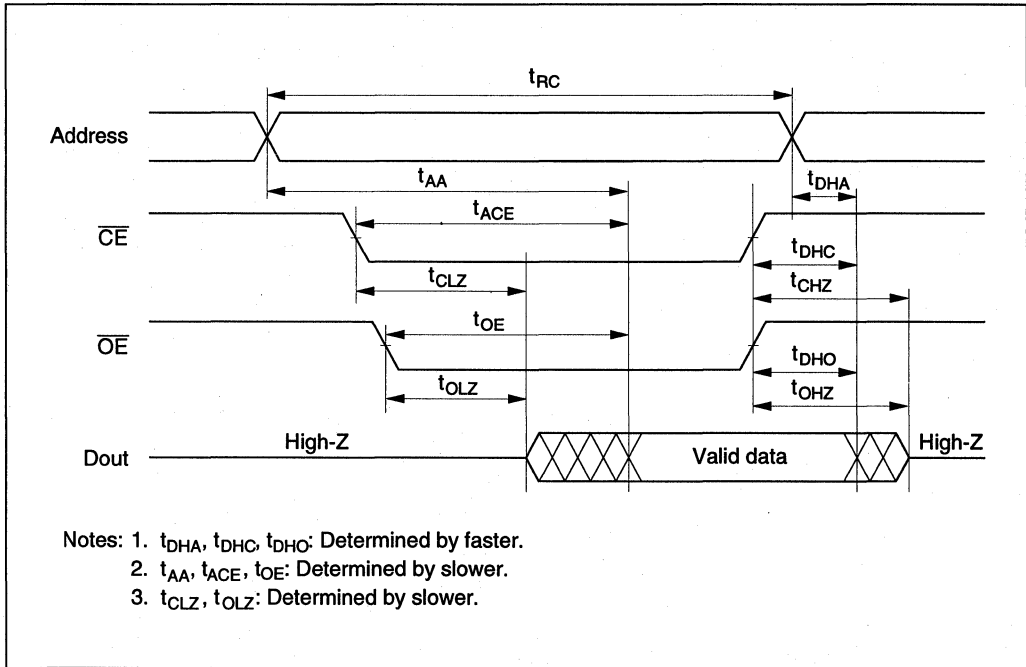 tRC
Address
tAA
tDHA
tACE
CE
tDHC
tCLZ
tCHZ
tOE
OE
tDHO
tOLZ
tOHZ
High-Z
Valid data
High-Z
Dout
Notes: 1. tDHA, tDHC, tDHO: Determined by faster.
2. tAA, tACE, tOE: Determined by slower.
3. tCLZ, tOLZ: Determined by slower.